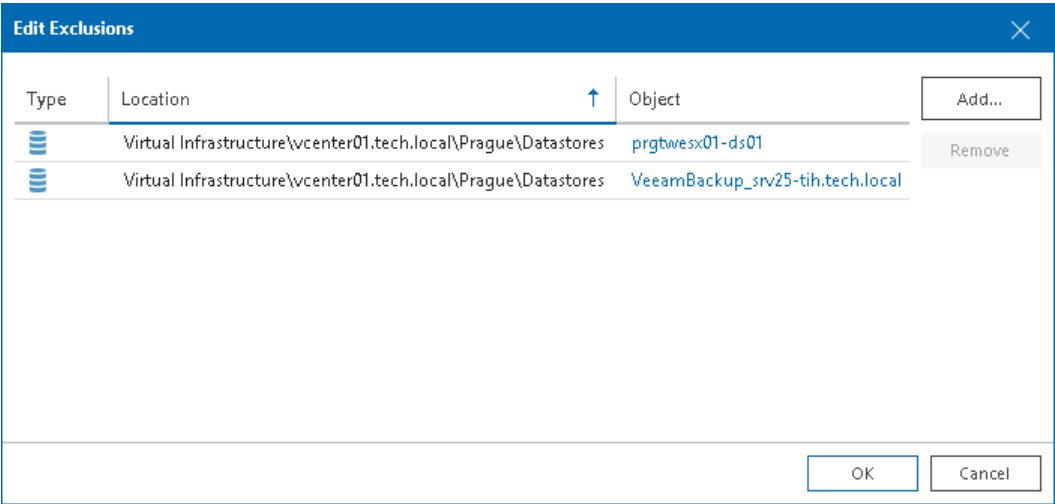 Edit Exclusions
Type Location Object Add...
Virtual Infrastructure\vcenter01.tech.local\Prague\Datastores prgtwesx01-ds01 Remove
Virtual Infrastructure\vcenter01.tech.local\Prague\Datastores VeeamBackup_srv25-tih.tech.local
OK Cancel